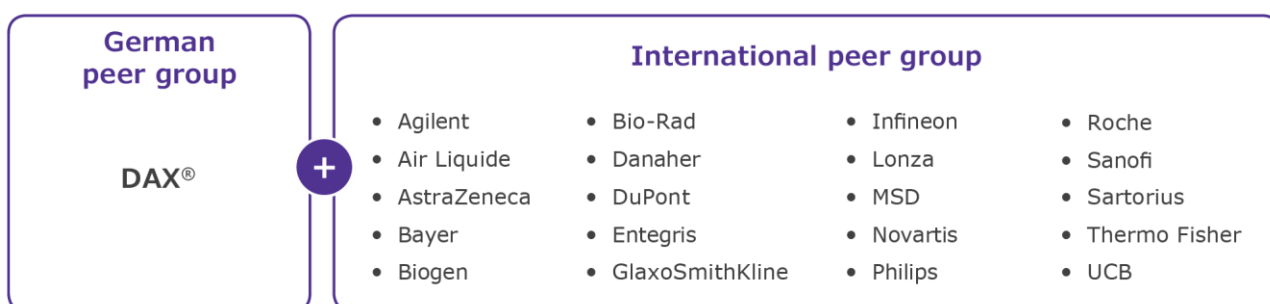 German
peer group
DAX®
+
International peer group
• Agilent
• Air Liquide
• AstraZeneca
• Bayer
• Biogen
• Bio-Rad
• Danaher
• DuPont
• Entegris
• GlaxoSmithKline
• Infineon
• Lonza
• MSD
• Novartis
• Philips
• Roche
• Sanofi
• Sartorius
• Thermo Fisher
• UCB